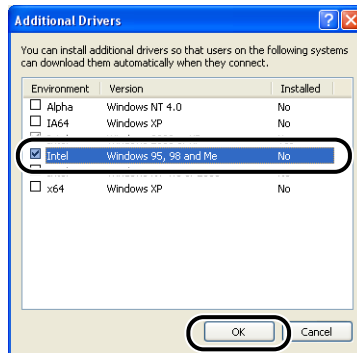 Additional Drivers
You can install additional drivers so that users on the following systems
can download them automatically when they connect.
Environment Version Installed
Alpha Windows NT 4.0 No
IA64 Windows XP No
Intel Windows 95, 98 and Me No
x64 Windows XP No
OK Cancel